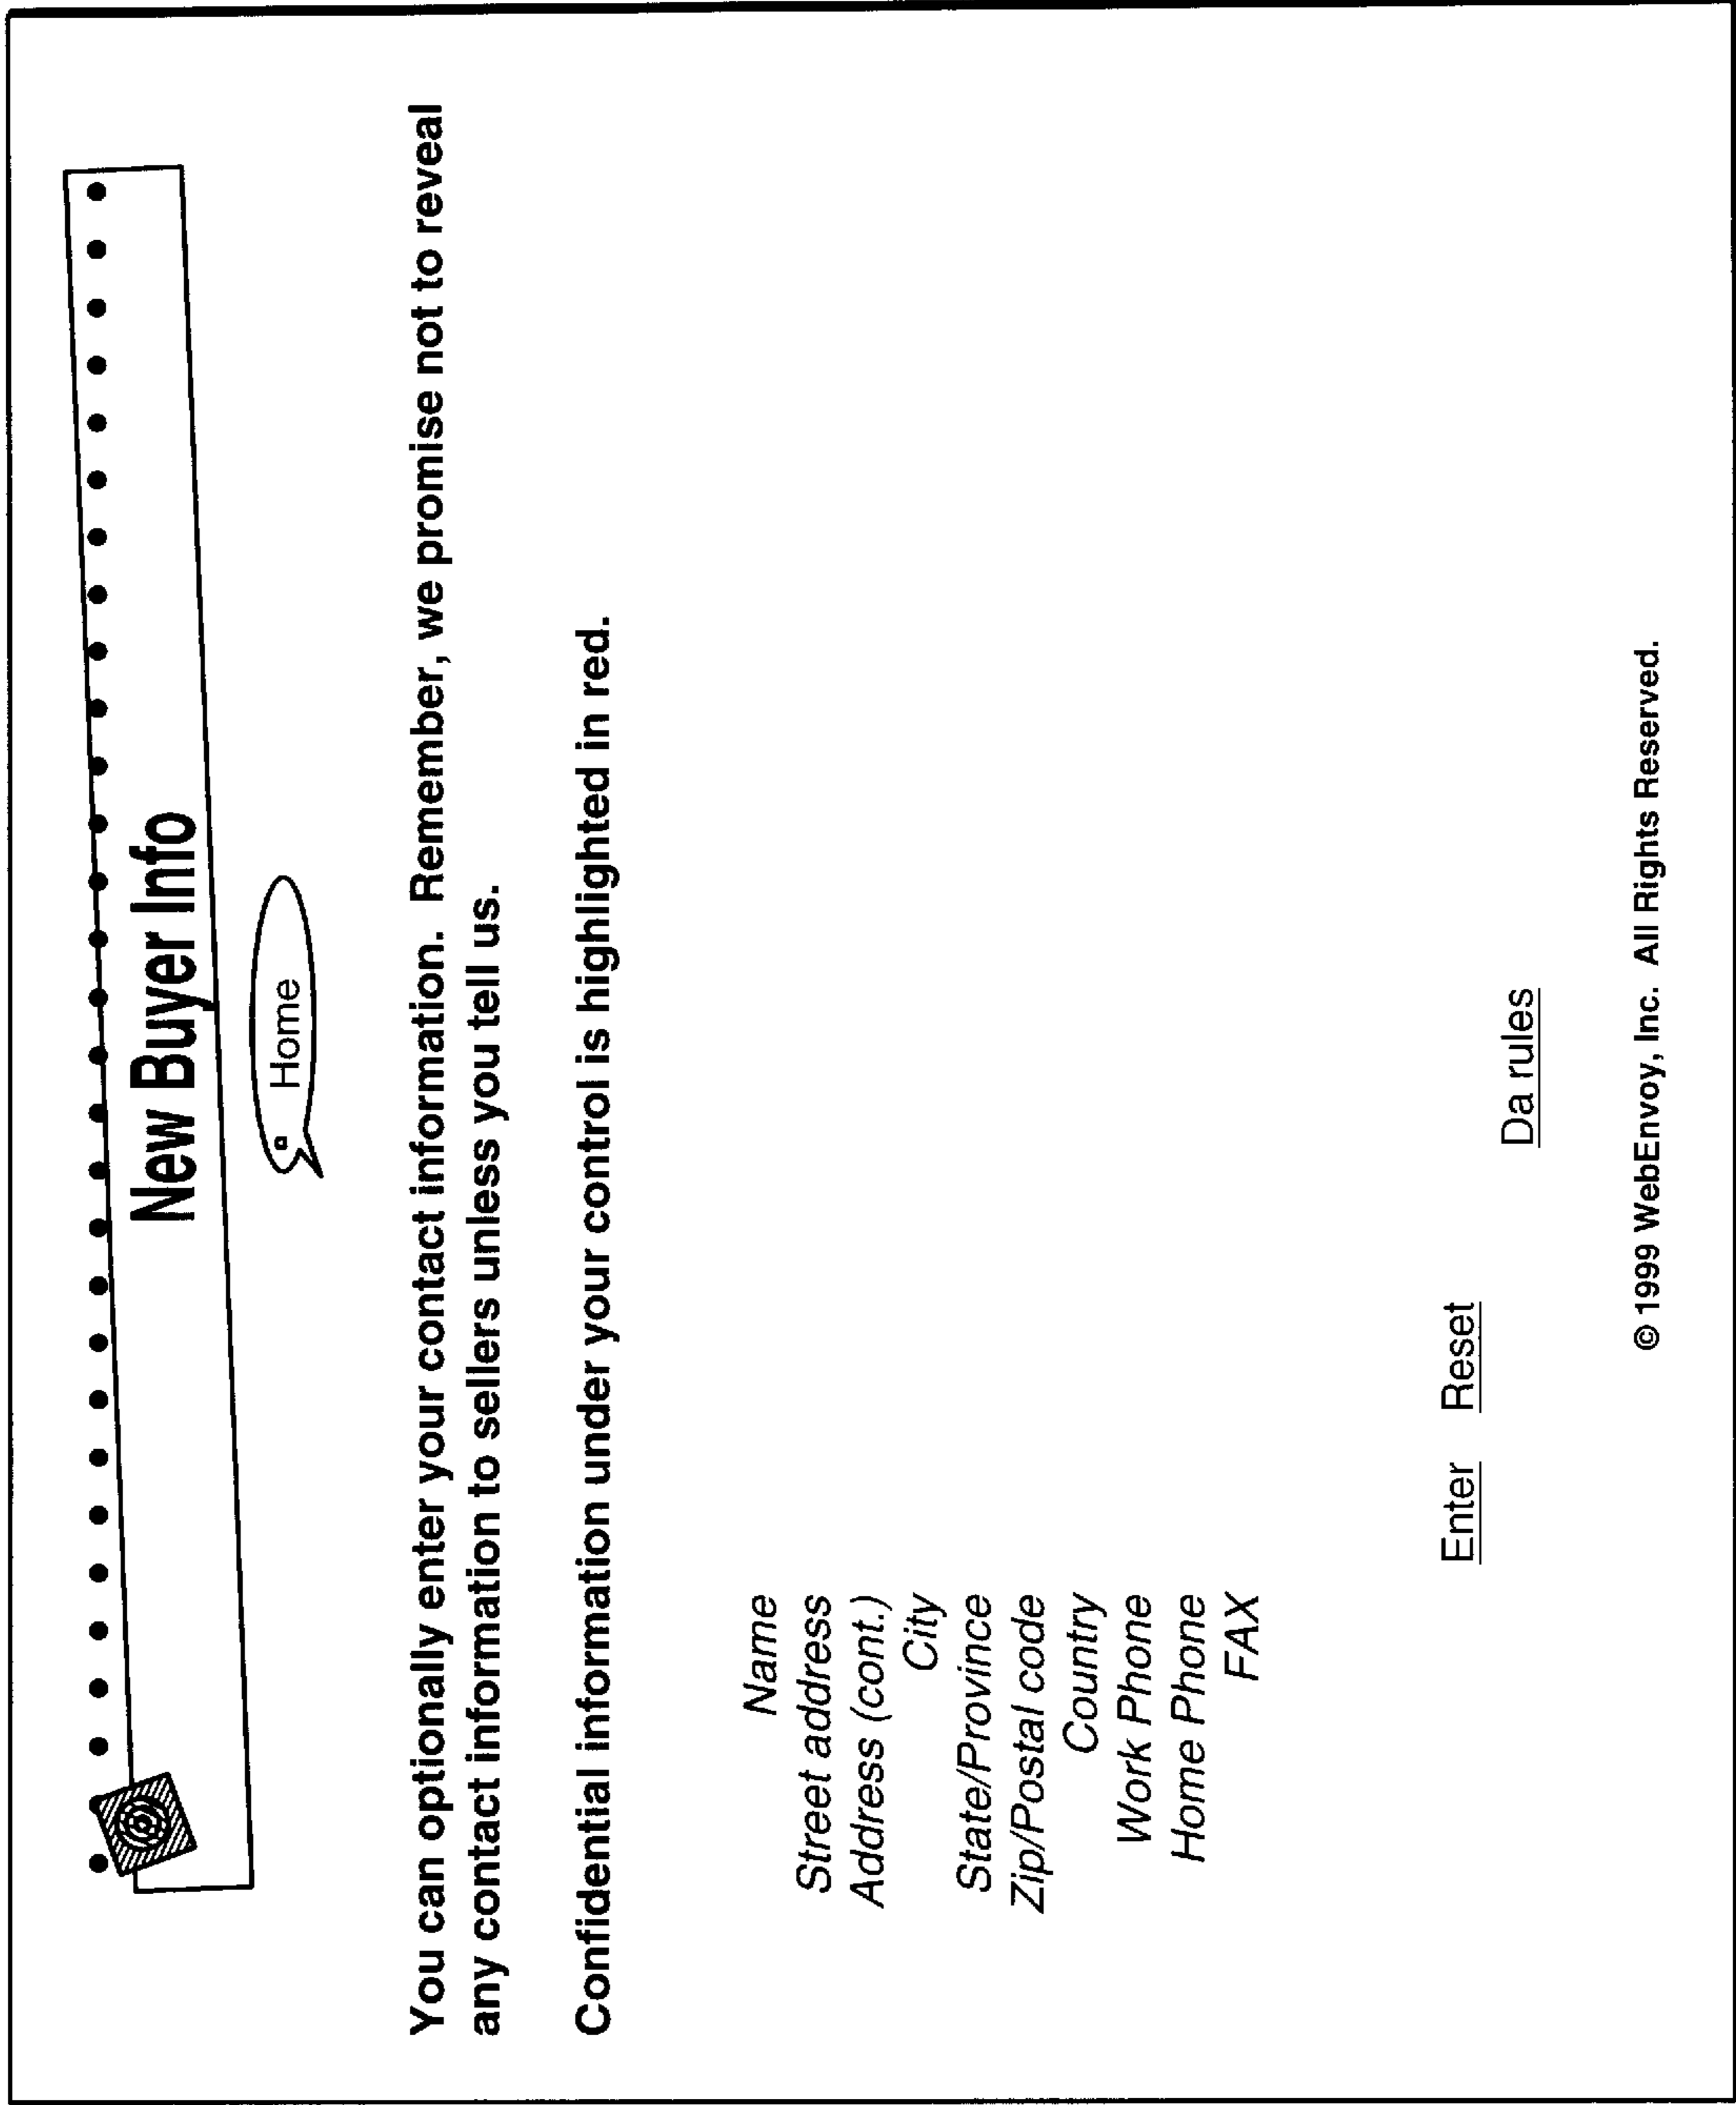 New Buyer Info
Home
You can optionally enter your contact information. Remember, we promise not to reveal
any contact information to sellers unless you tell us.
Confidential information under your control is highlighted in red.
Name
Street address
Address (cont.)
City
State/Province
Zip/Postal code
Country
Work Phone
Home Phone
FAX
Enter Reset
Da rules
© 1999 WebEnvoy, Inc. All Rights Reserved.